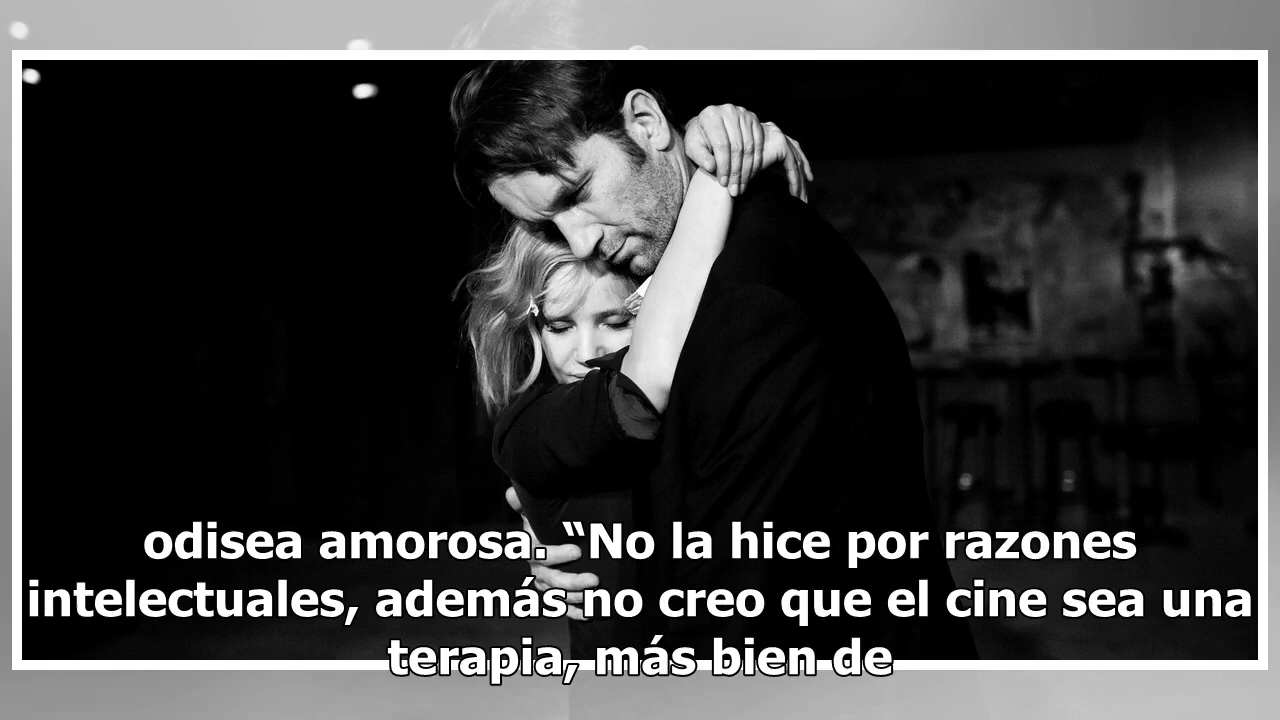 odisea amorosa. “No la hice por razones
intelectuales, además no creo que el cine sea una
terapia, más bien de